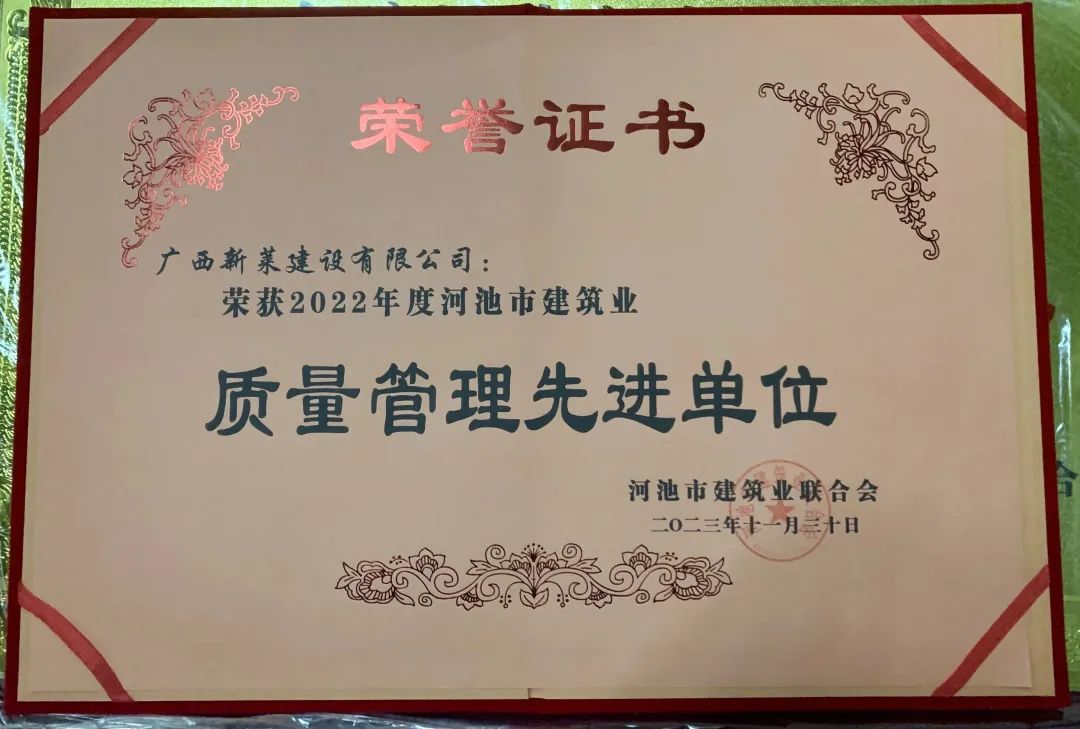 荣誉证书
广西新莱建设有限公司：
荣获2022年度河池市建筑业
质量管理先进单位
河池市建筑业联合会
二〇二三年十一月三十日
合